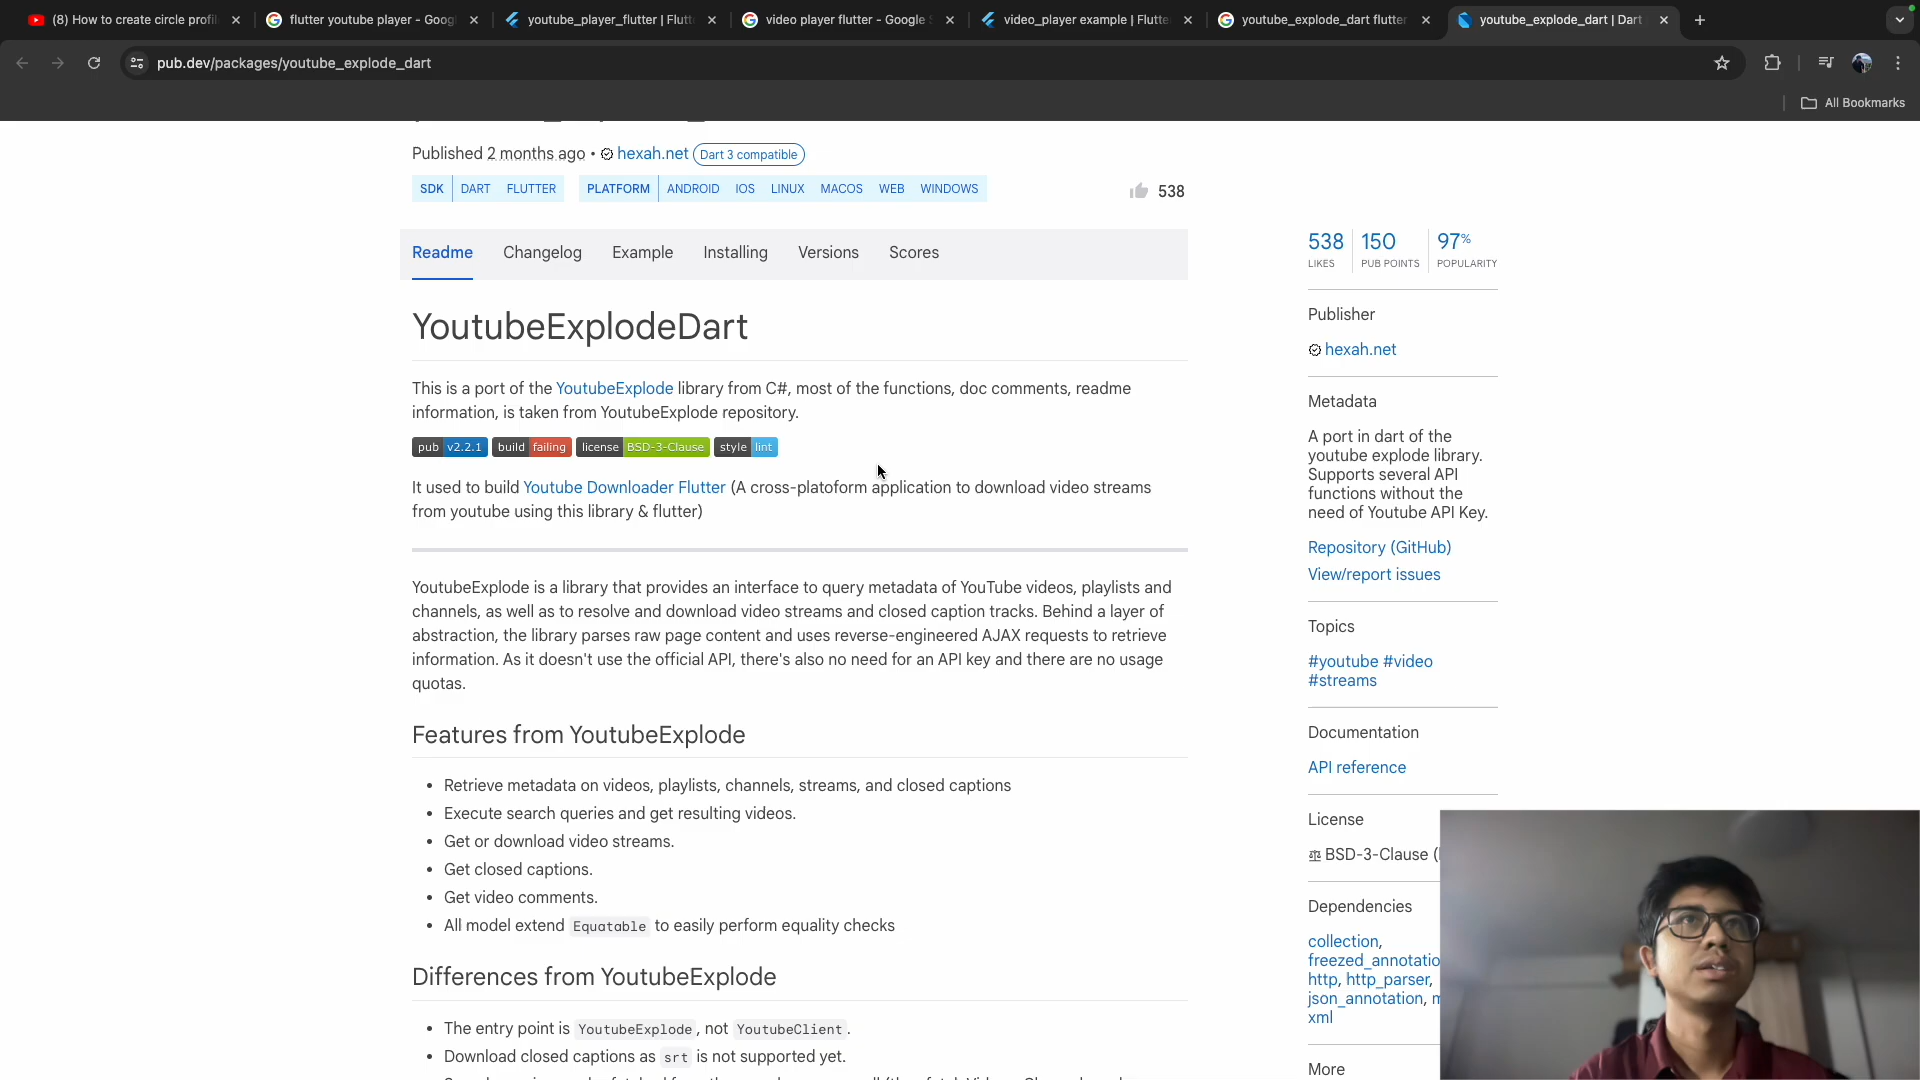 (8) How to create circle profil
flutter youtube player - Goog
youtube_player_flutter | Flutt
video player flutter - Google S
video_player example | Flutte
youtube_explode_dart flutter
youtube_explode_dart | Dart
pub.dev/packages/youtube_explode_dart
All Bookmarks
Published 2 months ago • hexah.net Dart 3 compatible
SDK DART FLUTTER PLATFORM ANDROID IOS LINUX MACOS WEB WINDOWS
538
Readme Changelog Example Installing Versions Scores
YoutubeExplodeDart
This is a port of the YoutubeExplode library from C#, most of the functions, doc comments, readme
information, is taken from YoutubeExplode repository.
pub v2.2.1 build failing license BSD-3-Clause style lint
It used to build Youtube Downloader Flutter (A cross-platoform application to download video streams
from youtube using this library & flutter)
YoutubeExplode is a library that provides an interface to query metadata of YouTube videos, playlists and
channels, as well as to resolve and download video streams and closed caption tracks. Behind a layer of
abstraction, the library parses raw page content and uses reverse-engineered AJAX requests to retrieve
information. As it doesn't use the official API, there's also no need for an API key and there are no usage
quotas.
Features from YoutubeExplode
• Retrieve metadata on videos, playlists, channels, streams, and closed captions
• Execute search queries and get resulting videos.
• Get or download video streams.
• Get closed captions.
• Get video comments.
• All model extend Equatable to easily perform equality checks
Differences from YoutubeExplode
• The entry point is YoutubeExplode, not YoutubeClient.
• Download closed captions as srt is not supported yet.
538 150 97%
LIKES PUB POINTS POPULARITY
Publisher
hexah.net
Metadata
A port in dart of the
youtube explode library.
Supports several API
functions without the
need of Youtube API Key.
Repository (GitHub)
View/report issues
Topics
#youtube #video
#streams
Documentation
API reference
License
BSD-3-Clause (
Dependencies
collection,
freezed_annotatio
http, http_parser,
json_annotation, m
xml
More